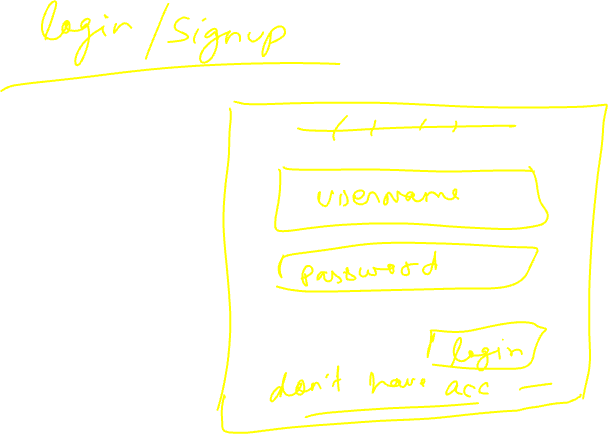 login / Signup
username
password
login
don't have acc —